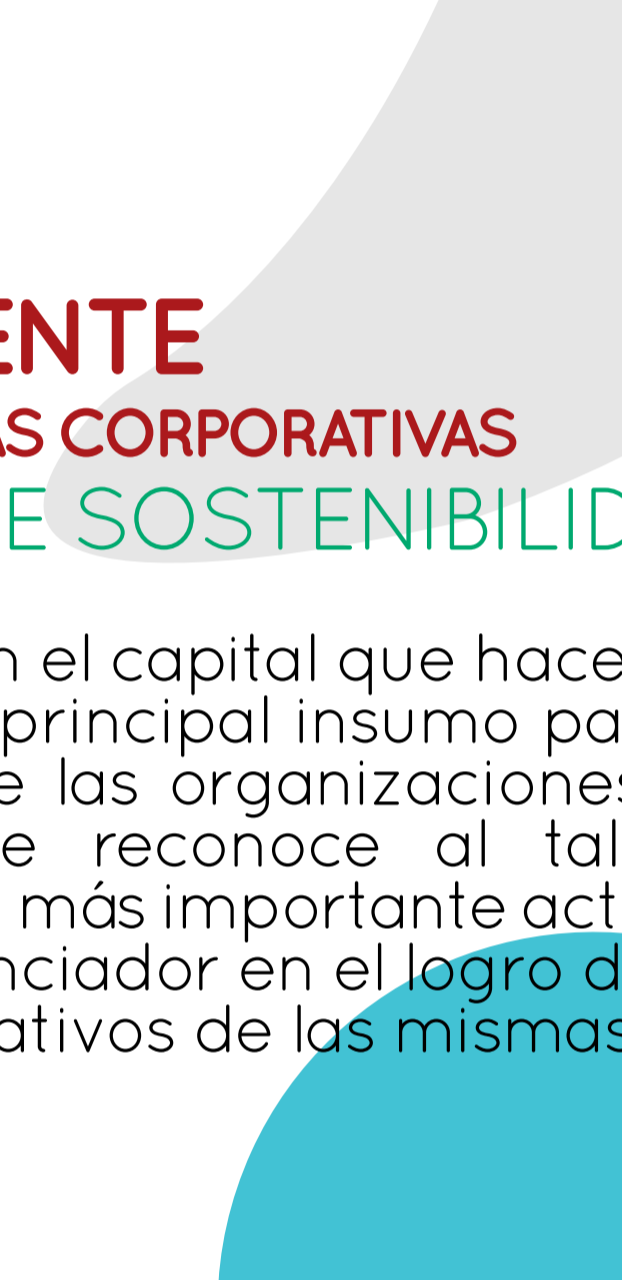 ENTE
AS CORPORATIVAS
E SOSTENIBILID
n el capital que hace
principal insumo pa
e las organizaciones
e reconoce al tal
más importante act
nciador en el logro d
ativos de las mismas